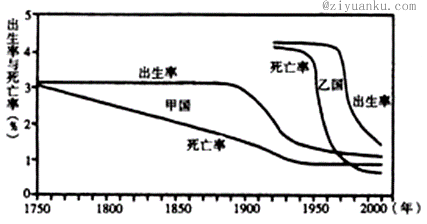 @ziyuanku.com
出生率与死亡率(%)
5
4
3
2
1
0
出生率
甲国
死亡率
死亡率
乙国
出生率
1750 1800 1850 1900 1950 2000 (年)